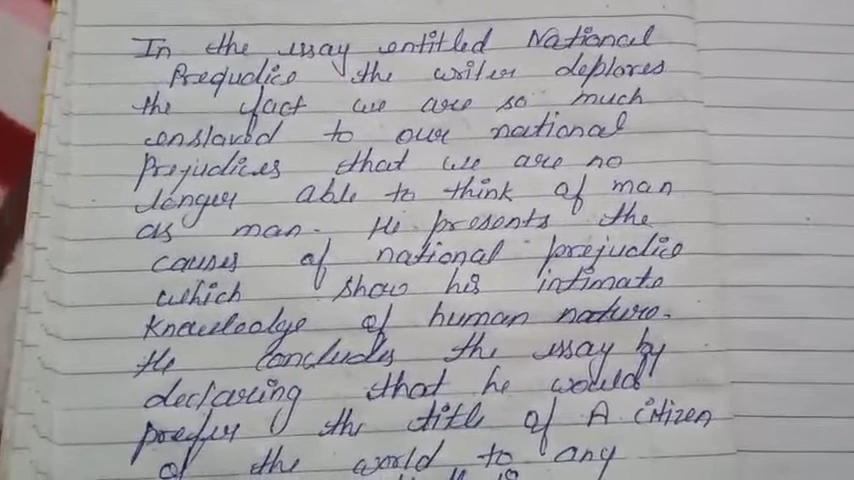 In the essay entitled National
Prequdice the writer deplores
the fact we are so much
enslaved to our national
Prejudices that we are no
longer able to think of man
as man. He presents the
causes of national prejudice
which show his intimate
knowledge of human nature.
He concludes the essay by
declaring that he would
prefer the title of A citizen
of the world to any